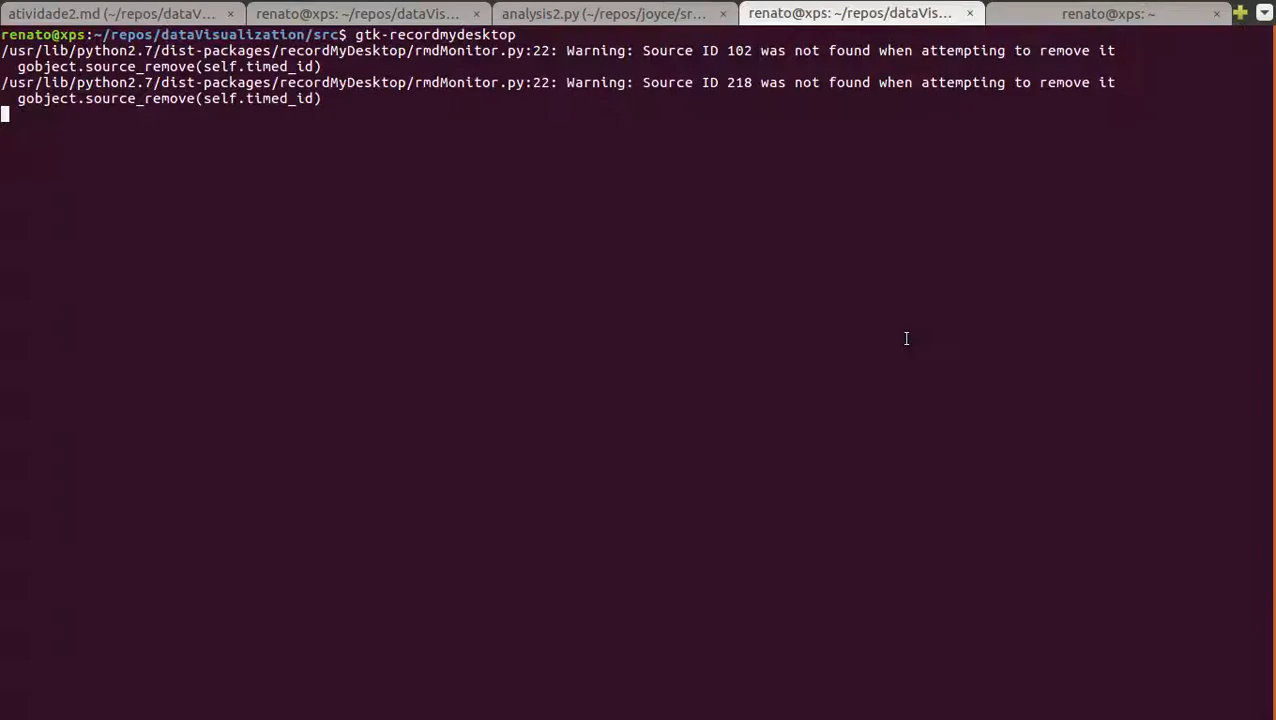 atividade2.md (~/repos/dataV... × renato@xps: ~/repos/dataVis... × analysis2.py (~/repos/joyce/sr... × renato@xps: ~/repos/dataVis... × renato@xps: ~ ×
renato@xps:~/repos/dataVisualization/src$ gtk-recordmydesktop
/usr/lib/python2.7/dist-packages/recordMyDesktop/rmdMonitor.py:22: Warning: Source ID 102 was not found when attempting to remove it
  gobject.source_remove(self.timed_id)
/usr/lib/python2.7/dist-packages/recordMyDesktop/rmdMonitor.py:22: Warning: Source ID 218 was not found when attempting to remove it
  gobject.source_remove(self.timed_id)